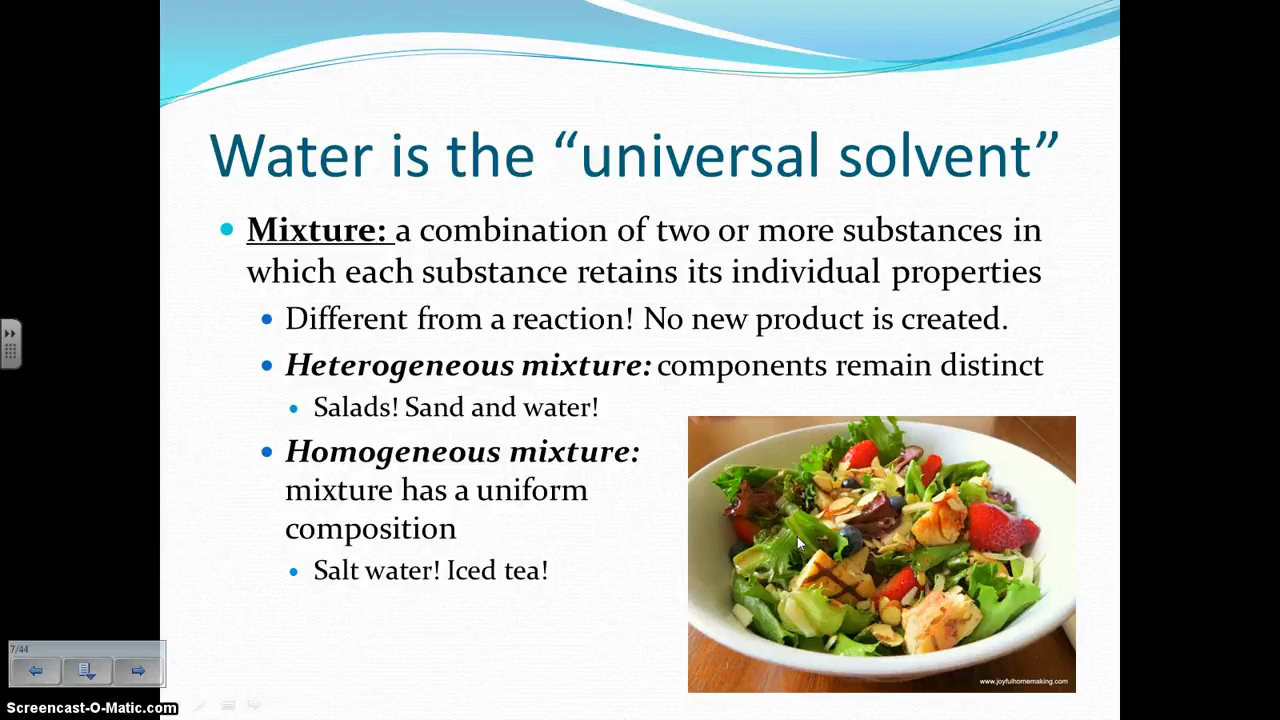 Water is the “universal solvent”
• Mixture: a combination of two or more substances in
which each substance retains its individual properties
• Different from a reaction! No new product is created.
• Heterogeneous mixture: components remain distinct
• Salads! Sand and water!
• Homogeneous mixture:
mixture has a uniform
composition
• Salt water! Iced tea!
www.joyfulhomemaking.com
7/44
Screencast-O-Matic.com